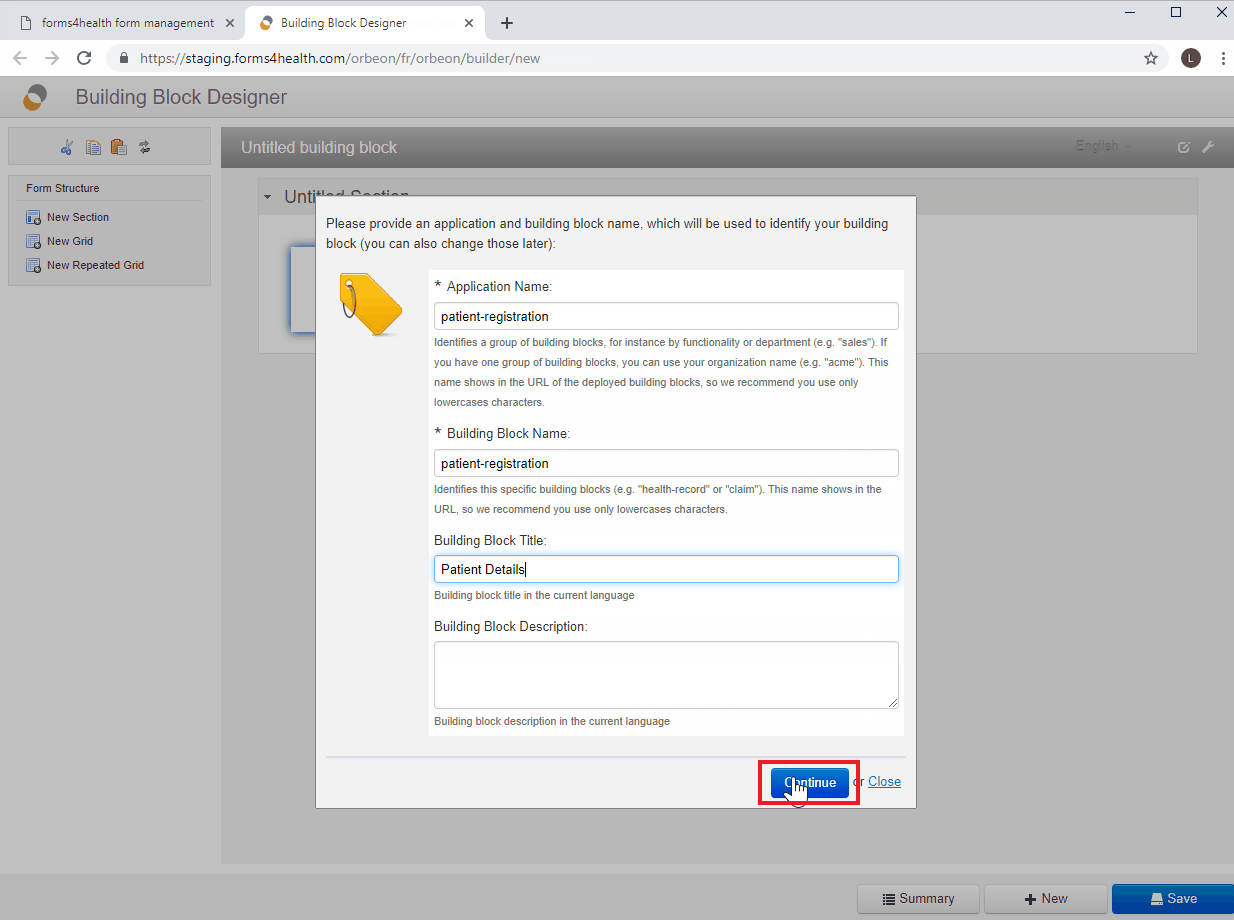 forms4health form management
Building Block Designer
https://staging.forms4health.com/orbeon/fr/orbeon/builder/new
L
Building Block Designer
Untitled building block
English
Form Structure
New Section
New Grid
New Repeated Grid
Untitled Section
Please provide an application and building block name, which will be used to identify your building
block (you can also change those later):
* Application Name:
patient-registration
Identifies a group of building blocks, for instance by functionality or department (e.g. "sales"). If
you have one group of building blocks, you can use your organization name (e.g. "acme"). This
name shows in the URL of the deployed building blocks, so we recommend you use only
lowercases characters.
* Building Block Name:
patient-registration
Identifies this specific building blocks (e.g. "health-record" or "claim"). This name shows in the
URL, so we recommend you use only lowercases characters.
Building Block Title:
Patient Details
Building block title in the current language
Building Block Description:
Building block description in the current language
Continue or Close
Summary
New
Save